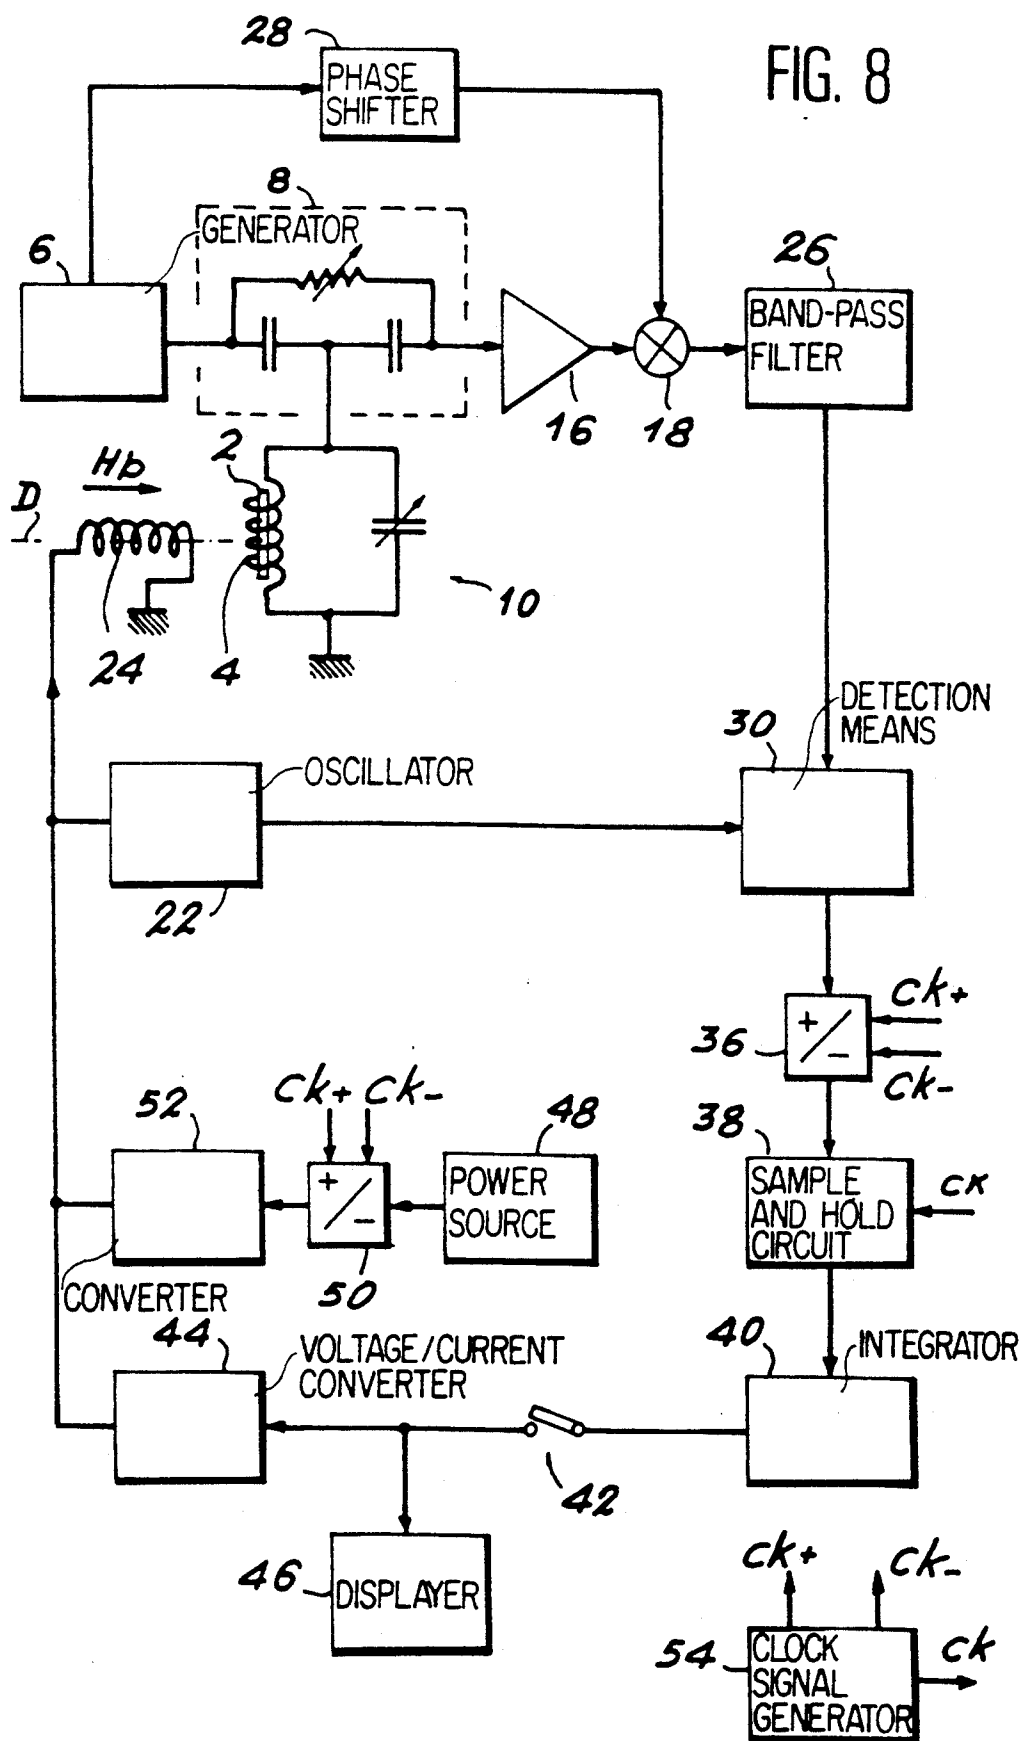 FIG. 8
28
PHASE
SHIFTER
8
GENERATOR
6
26
BAND-PASS
FILTER
16
18
2
Hb
D
24
4
10
DETECTION
MEANS
30
OSCILLATOR
22
Ck+
36
+
-
Ck-
38
SAMPLE
AND HOLD
CIRCUIT
CK
52
Ck+ Ck-
48
+
-
POWER
SOURCE
50
CONVERTER
44
VOLTAGE/CURRENT
CONVERTER
40
INTEGRATOR
42
46
DISPLAYER
Ck+
Ck-
54
CLOCK
SIGNAL
GENERATOR
Ck